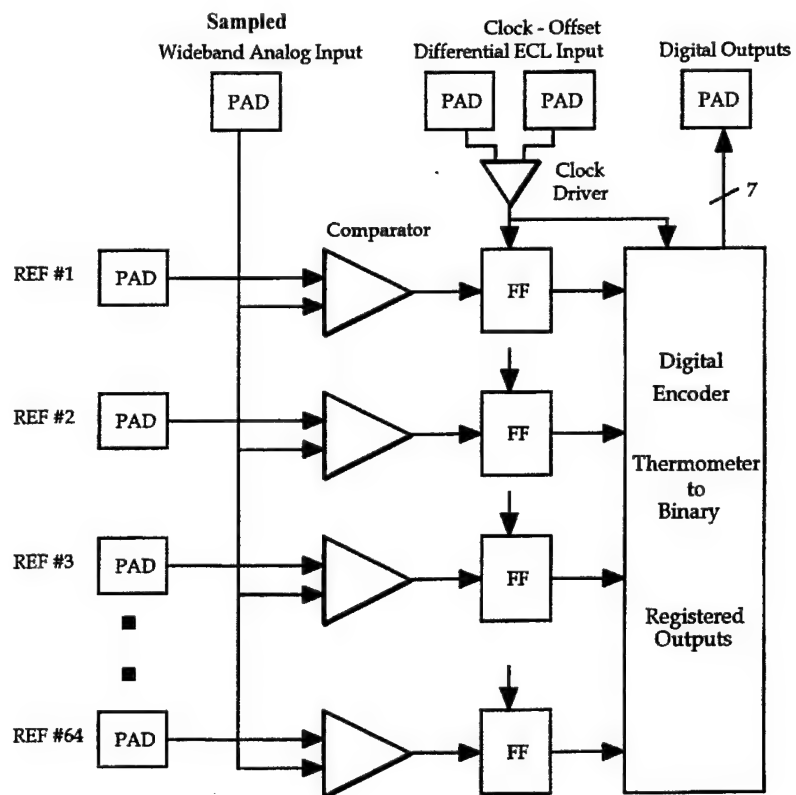 Sampled
Wideband Analog Input
Clock - Offset
Differential ECL Input
Digital Outputs
PAD
PAD
PAD
PAD
Clock
Driver
7
Comparator
REF #1
PAD
FF
REF #2
PAD
FF
REF #3
PAD
FF
REF #64
PAD
FF
Digital
Encoder
Thermometer
to
Binary
Registered
Outputs